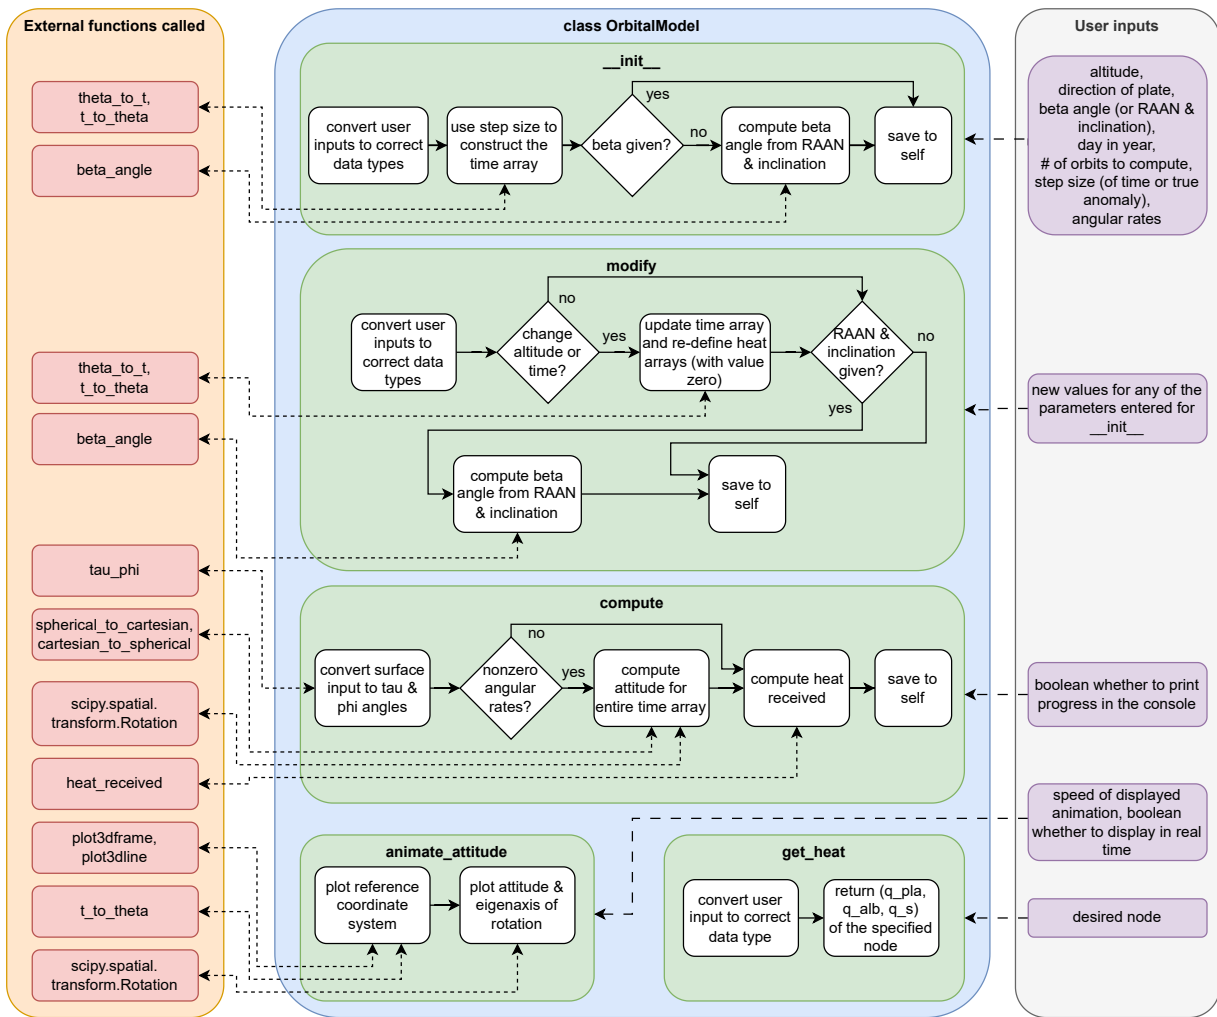 External functions called
theta_to_t,
t_to_theta
beta_angle
theta_to_t,
t_to_theta
beta_angle
tau_phi
spherical_to_cartesian,
cartesian_to_spherical
scipy.spatial.
transform.Rotation
heat_received
plot3dframe,
plot3dline
t_to_theta
scipy.spatial.
transform.Rotation
class OrbitalModel
__init__
convert user
inputs to correct
data types
use step size to
construct the
time array
beta given?
yes
no
compute beta
angle from RAAN
& inclination
save to
self
modify
convert user
inputs to
correct data
types
change
altitude or
time?
no
yes
update time array
and re-define heat
arrays (with value
zero)
RAAN &
inclination
given?
no
yes
compute beta
angle from RAAN
& inclination
save to
self
compute
convert surface
input to tau &
phi angles
nonzero
angular
rates?
no
yes
compute
attitude for
entire time array
compute heat
received
save to
self
animate_attitude
plot reference
coordinate
system
plot attitude &
eigenaxis of
rotation
get_heat
convert user
input to correct
data type
return (q_pla,
q_alb, q_s)
of the specified
node
User inputs
altitude,
direction of plate,
beta angle (or RAAN &
inclination),
day in year,
# of orbits to compute,
step size (of time or true
anomaly),
angular rates
new values for any of the
parameters entered for
__init__
boolean whether to print
progress in the console
speed of displayed
animation, boolean
whether to display in real
time
desired node